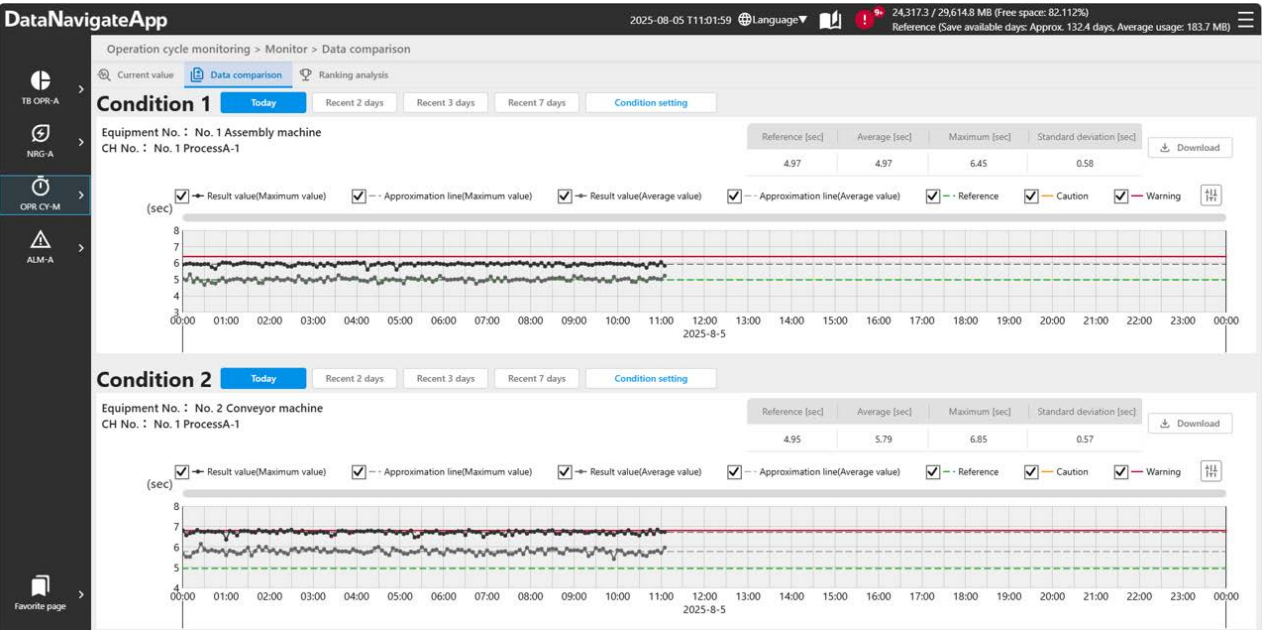 DataNavigateApp
2025-08-05 T11:01:59 Language▼ 9+ 24,317.3 / 29,614.8 MB (Free space: 82.112%)
Reference (Save available days: Approx. 132.4 days, Average usage: 183.7 MB)
Operation cycle monitoring > Monitor > Data comparison
Current value Data comparison Ranking analysis
TB OPR-A
NRG-A
OPR CY-M
ALM-A
Favorite page
Condition 1 Today Recent 2 days Recent 3 days Recent 7 days Condition setting
Equipment No. : No. 1 Assembly machine
CH No. : No. 1 ProcessA-1
Reference [sec] Average [sec] Maximum [sec] Standard deviation [sec]
4.97 4.97 6.45 0.58
Download
Result value(Maximum value) Approximation line(Maximum value) Result value(Average value) Approximation line(Average value) Reference Caution Warning
(sec)
8
7
6
5
4
3
00:00 01:00 02:00 03:00 04:00 05:00 06:00 07:00 08:00 09:00 10:00 11:00 12:00 13:00 14:00 15:00 16:00 17:00 18:00 19:00 20:00 21:00 22:00 23:00 00:00
2025-8-5
Condition 2 Today Recent 2 days Recent 3 days Recent 7 days Condition setting
Equipment No. : No. 2 Conveyor machine
CH No. : No. 1 ProcessA-1
Reference [sec] Average [sec] Maximum [sec] Standard deviation [sec]
4.95 5.79 6.85 0.57
Download
Result value(Maximum value) Approximation line(Maximum value) Result value(Average value) Approximation line(Average value) Reference Caution Warning
(sec)
8
7
6
5
4
00:00 01:00 02:00 03:00 04:00 05:00 06:00 07:00 08:00 09:00 10:00 11:00 12:00 13:00 14:00 15:00 16:00 17:00 18:00 19:00 20:00 21:00 22:00 23:00 00:00
2025-8-5